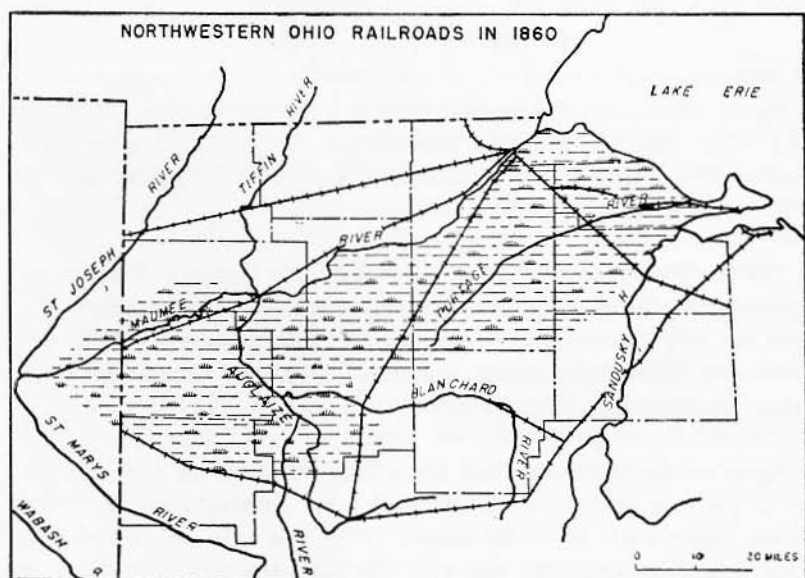 NORTHWESTERN OHIO RAILROADS IN 1860
LAKE ERIE
TIFFIN RIVER
ST JOSEPH RIVER
RIVER
MAUMEE RIVER
PORTAGE
SANDUSKY R
AUGLAIZE
BLANCHARD
RIVER
ST MARYS
RIVER
RIVER
WABASH R
0 10 20 MILES